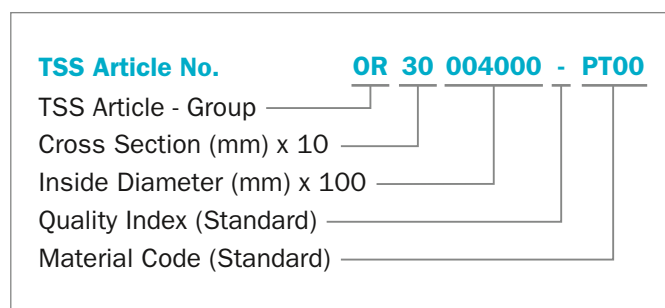 TSS Article No. OR 30 004000 - PT00
TSS Article - Group
Cross Section (mm) x 10
Inside Diameter (mm) x 100
Quality Index (Standard)
Material Code (Standard)